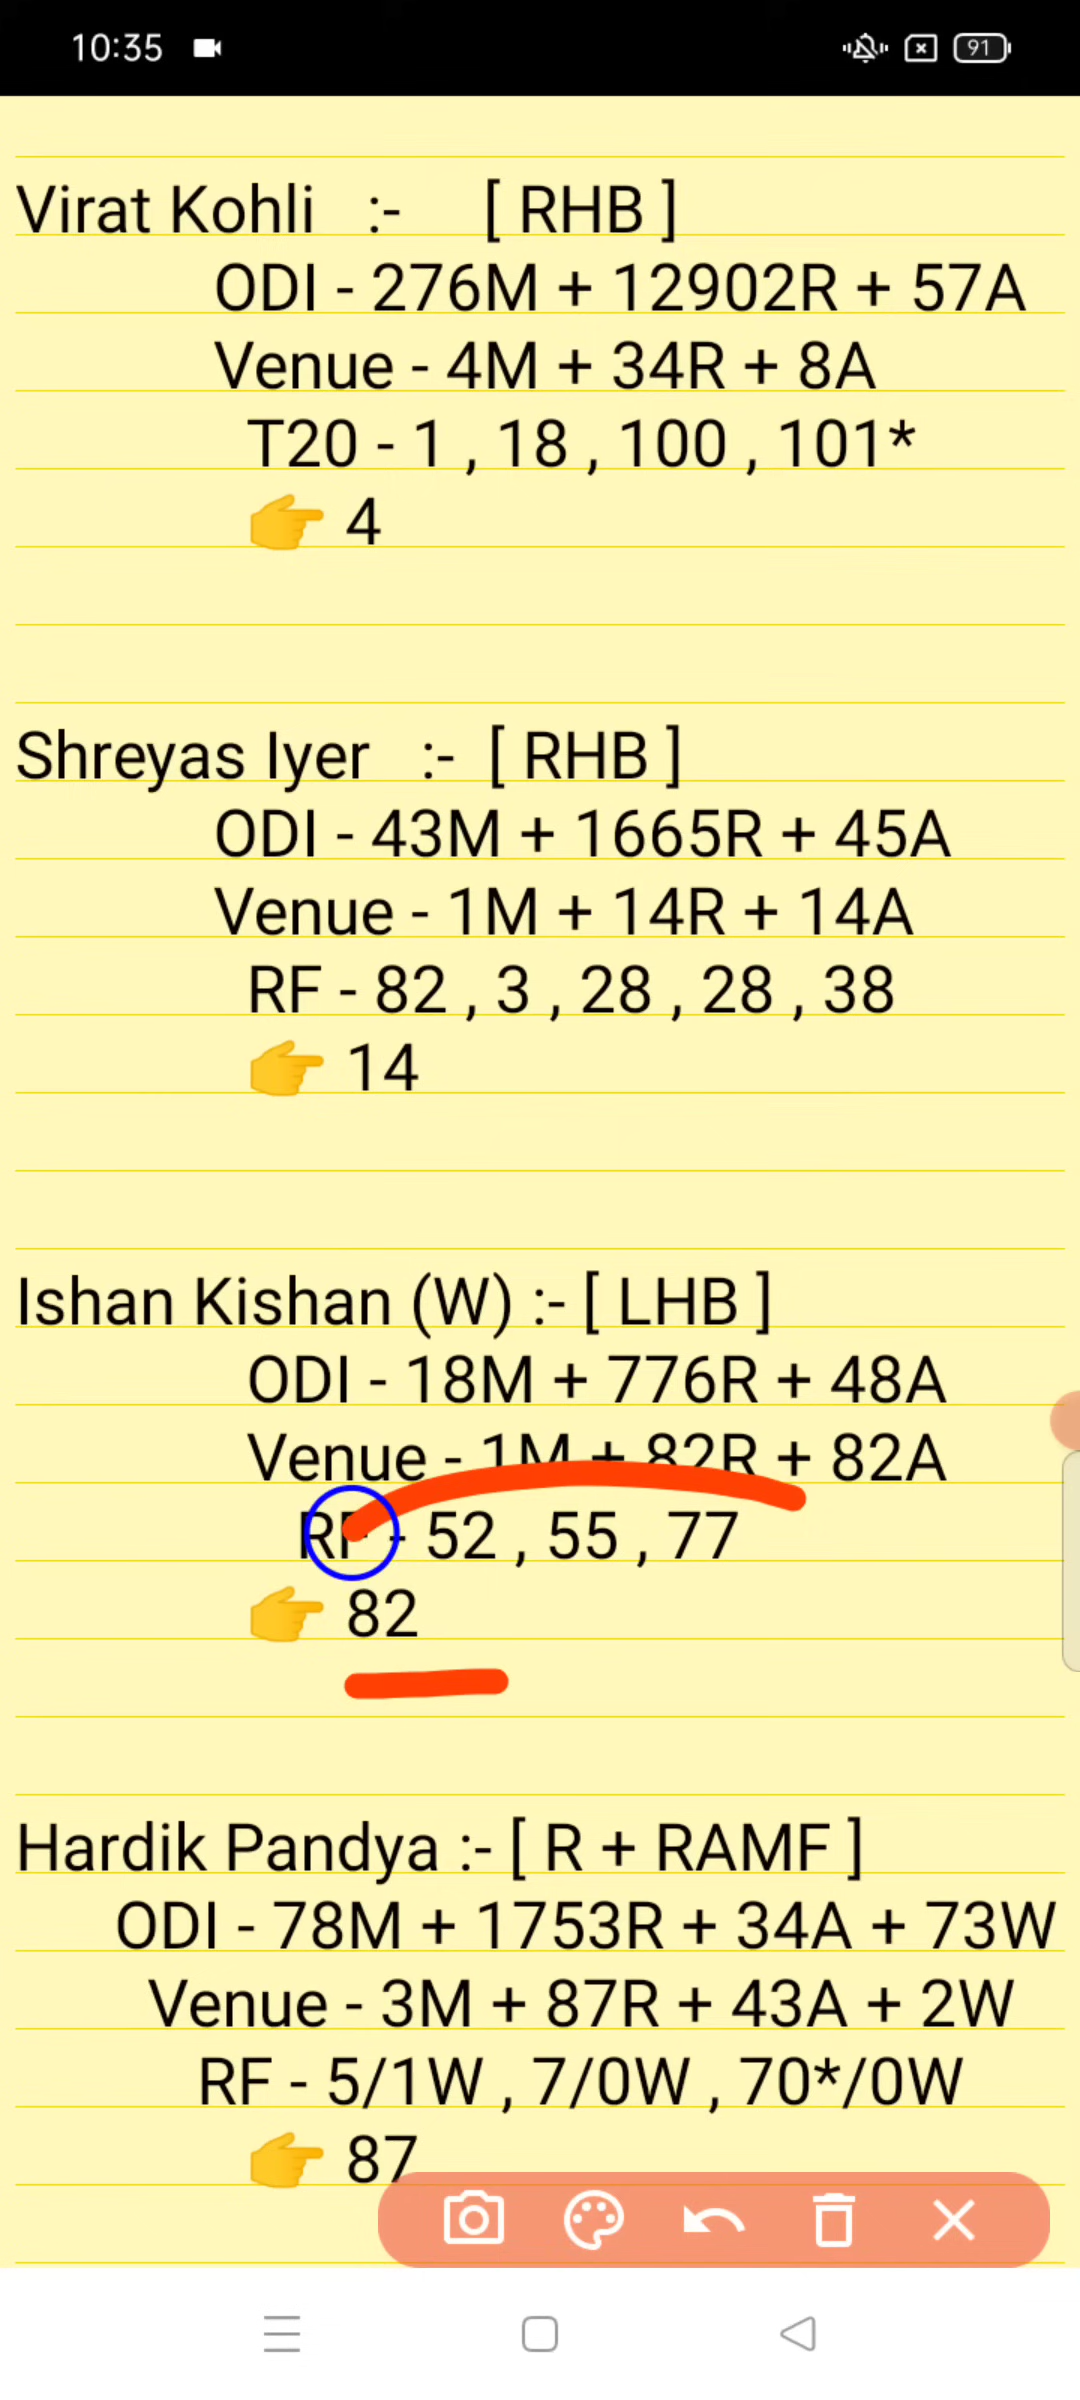 10:35
91
Virat Kohli :- [ RHB ]
ODI - 276M + 12902R + 57A
Venue - 4M + 34R + 8A
T20 - 1 , 18 , 100 , 101*
👉 4
Shreyas Iyer :- [ RHB ]
ODI - 43M + 1665R + 45A
Venue - 1M + 14R + 14A
RF - 82 , 3 , 28 , 28 , 38
👉 14
Ishan Kishan (W) :- [ LHB ]
ODI - 18M + 776R + 48A
Venue - 1M + 82R + 82A
RF - 52 , 55 , 77
👉 82
Hardik Pandya :- [ R + RAMF ]
ODI - 78M + 1753R + 34A + 73W
Venue - 3M + 87R + 43A + 2W
RF - 5/1W , 7/0W , 70*/0W
👉 87